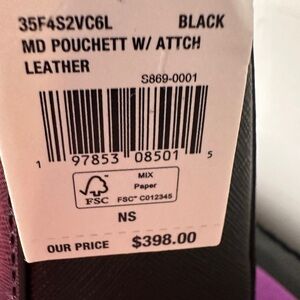 35F4S2VC6L BLACK
MD POUCHETT W/ ATTCH
LEATHER
S869-0001
1 97853 08501 5
FSC
MIX
Paper
FSC™ C012345
NS
OUR PRICE $398.00